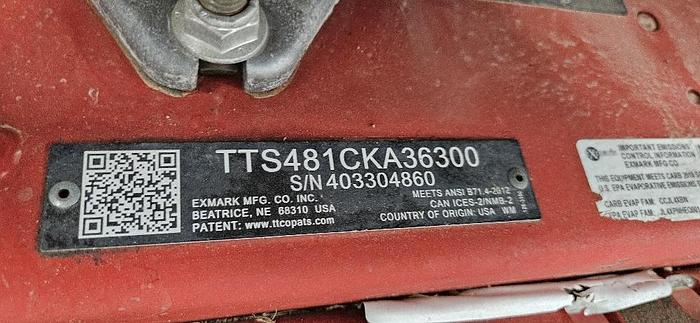 TTS481CKA36300
S/N 403304860
EXMARK MFG. CO. INC.
BEATRICE, NE 68310 USA
PATENT: www.ttcopats.com
MEETS ANSI B71.4-2012
CAN ICES-2/NMB-2
COUNTRY OF ORIGIN: USA WM
IMPORTANT EMISSIONS
CONTROL INFORMATION
EXMARK MFG CO
THIS EQUIPMENT MEETS CARB
U.S. EPA EVAPORATIVE EMISSION
CARB EVAP FAM:
EVAP FAM: